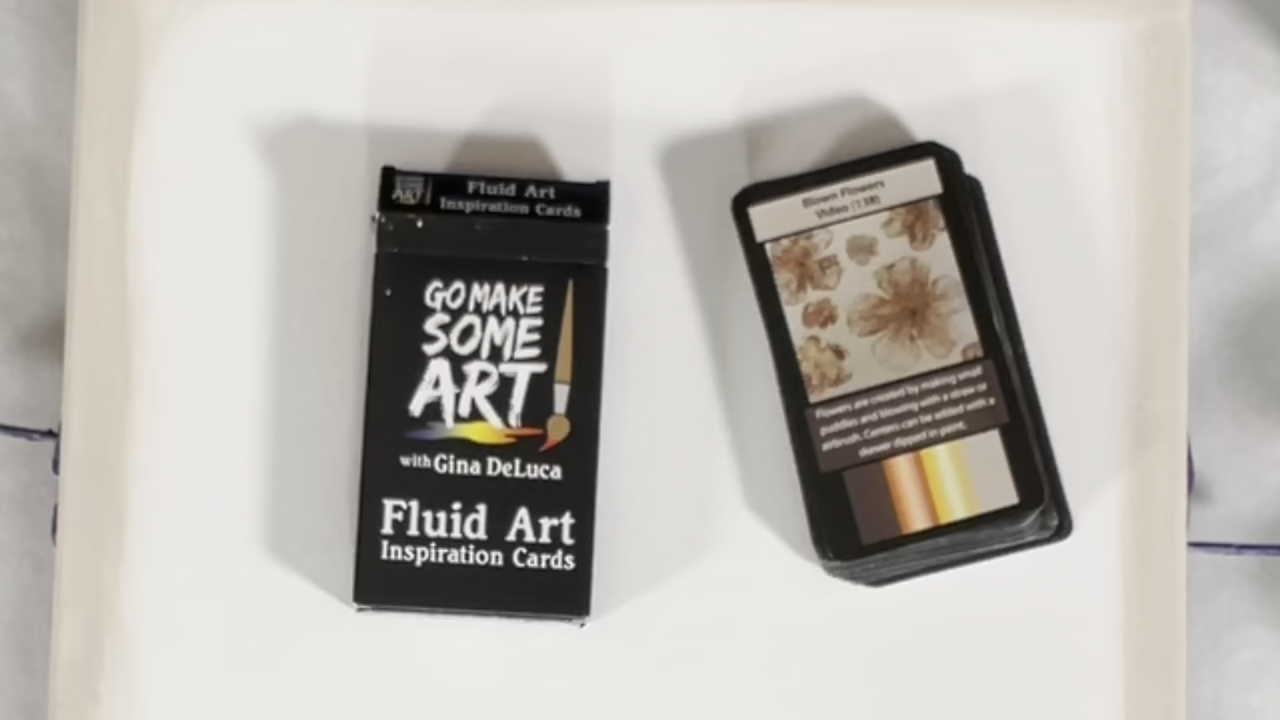 Fluid Art
Inspiration Cards
GO MAKE
SOME
ART
with Gina DeLuca
Fluid Art
Inspiration Cards
Blown Flowers
Video (138)
Flowers are created by making small
puddles and blowing with a straw or
airbrush. Centers can be added with a
skewer dipped in paint.